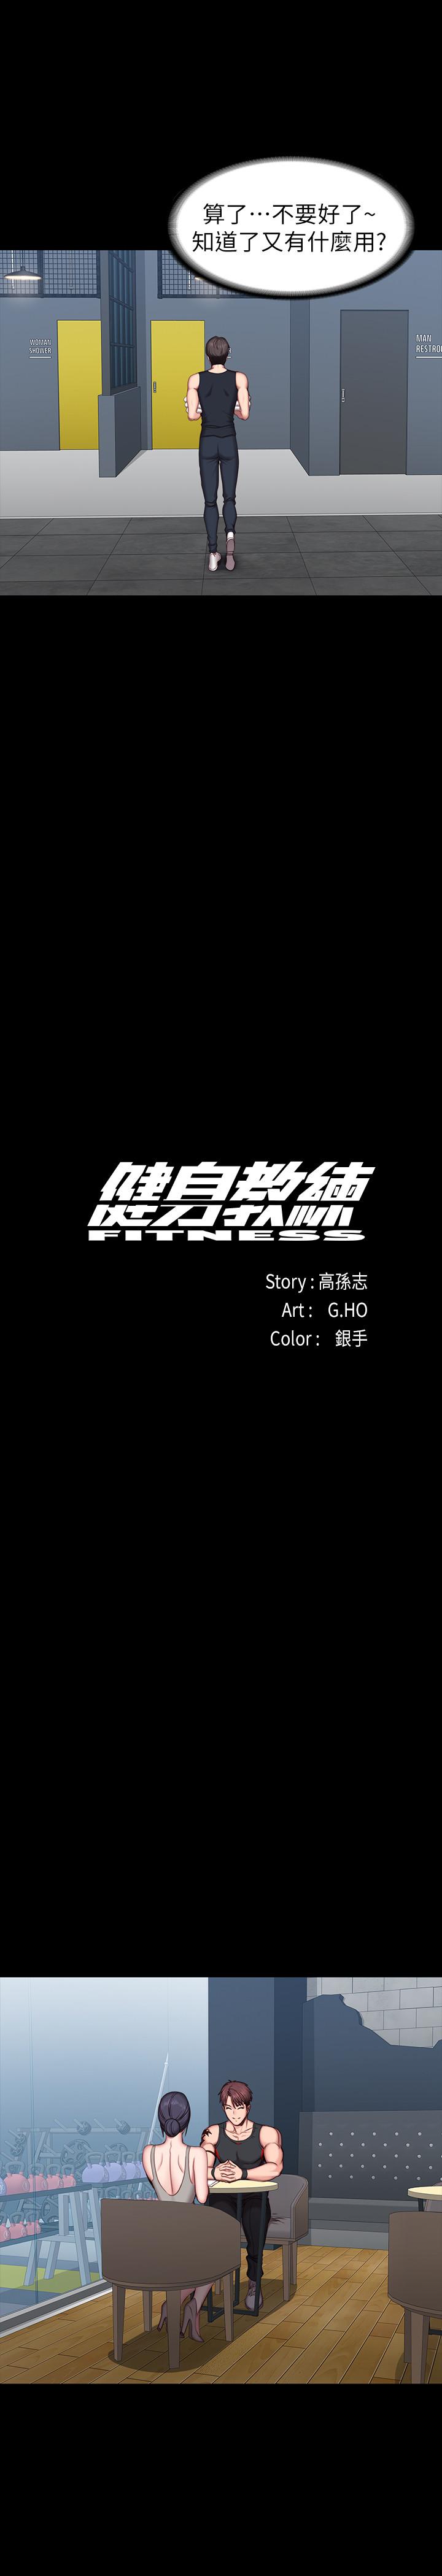 算了…不要好了~
知道了又有什麼用?
WOMAN
SHOWER
MAN
RESTRO
健身教練
FITNESS
Story : 高孫志
Art : G.HO
Color : 銀手